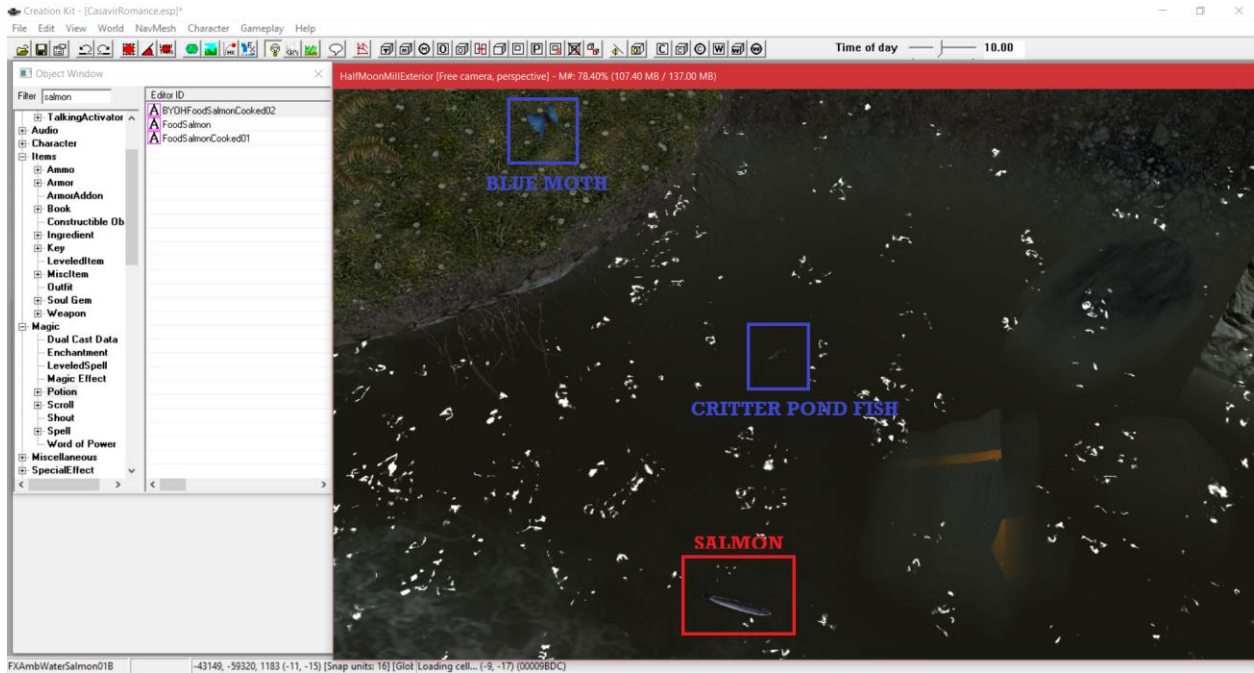 Creation Kit - [CasavirRomance.esp]*
File Edit View World NavMesh Character Gameplay Help
Time of day 10.00
Object Window
HalfMoonMillExterior [Free camera, perspective] - M#: 78.40% (107.40 MB / 137.00 MB)
Filter salmon
Editor ID
TalkingActivator
Audio
Character
Items
Ammo
Armor
ArmorAddon
Book
Constructible Ob
Ingredient
Key
LeveledItem
MiscItem
Outfit
Soul Gem
Weapon
Magic
Dual Cast Data
Enchantment
LeveledSpell
Magic Effect
Potion
Scroll
Shout
Spell
Word of Power
Miscellaneous
SpecialEffect
BYOHFoodSalmonCooked02
FoodSalmon
FoodSalmonCooked01
BLUE MOTH
CRITTER POND FISH
SALMON
FXAmbWaterSalmon01B
-43149, -59320, 1183 (-11, -15) [Snap units: 16] [Glot Loading cell... (-9, -17) (00009BDC)